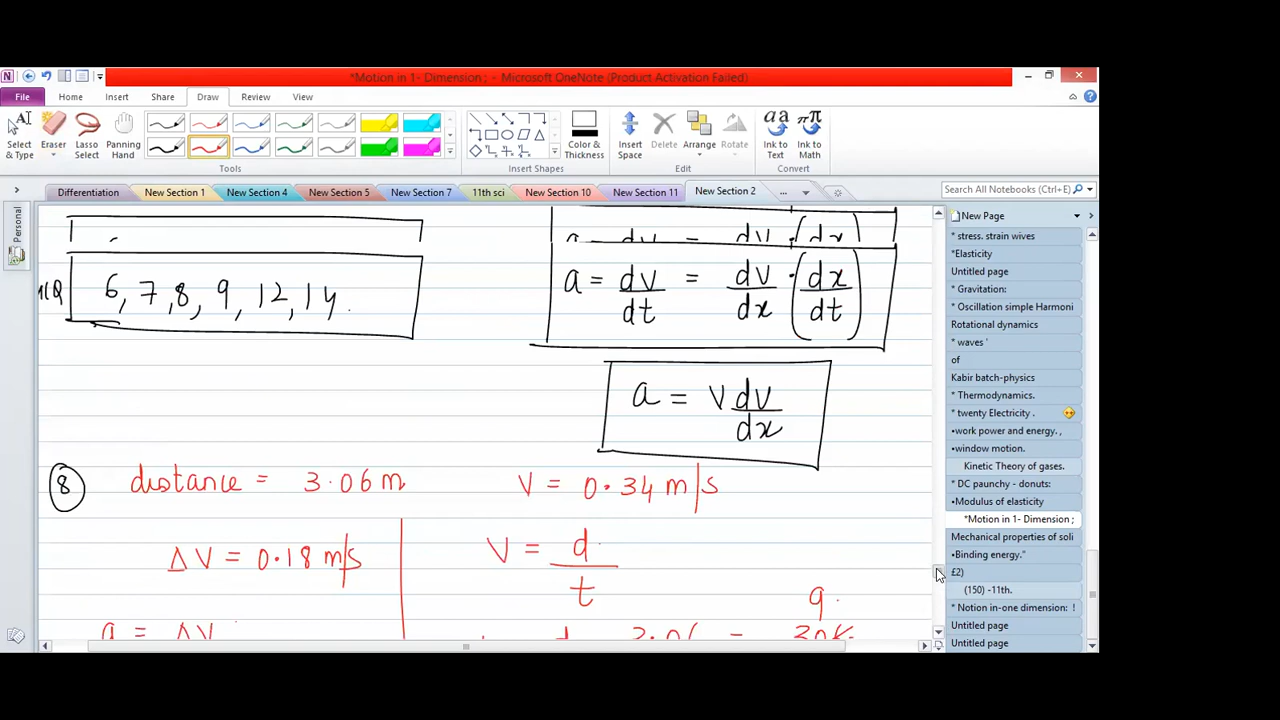 *Motion in 1- Dimension ; - Microsoft OneNote (Product Activation Failed)
File Home Insert Share Draw Review View
Select & Type
Eraser
Lasso Select
Panning Hand
Color & Thickness
Insert Space
Delete
Arrange
Rotate
Ink to Text
Ink to Math
Tools
Insert Shapes
Edit
Convert
Differentiation New Section 1 New Section 4 New Section 5 New Section 7 11th sci New Section 10 New Section 11 New Section 2 ...
Search All Notebooks (Ctrl+E)
Personal
6, 7, 8, 9, 12, 14
a = dv/dt = dv/dx · (dx/dt)
a = v dv/dx
8 distance = 3.06 m v = 0.34 m/s
ΔV = 0.18 m/s v = d/t
9
a = ΔV
New Page
* stress. strain wives
*Elasticity
Untitled page
* Gravitation:
* Oscillation simple Harmoni
Rotational dynamics
* waves '
of
Kabir batch-physics
* Thermodynamics.
* twenty Electricity .
•work power and energy. ,
•window motion.
Kinetic Theory of gases.
* DC paunchy - donuts:
•Modulus of elasticity
*Motion in 1- Dimension ;
Mechanical properties of soli
•Binding energy."
£2)
(150) -11th.
* Notion in-one dimension: !
Untitled page
Untitled page